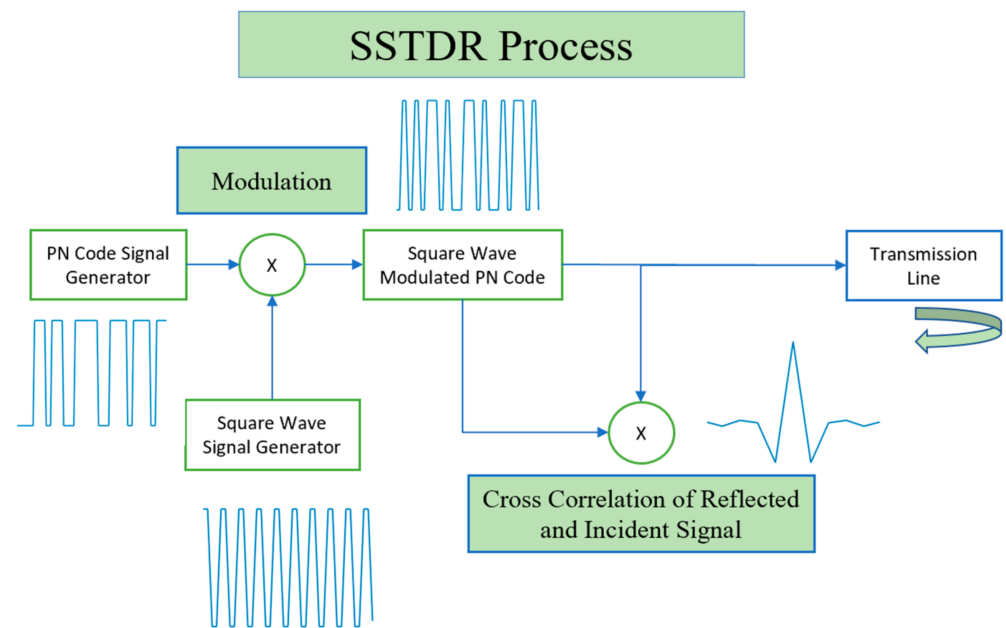 SSTDR Process
Modulation
PN Code Signal
Generator
X
Square Wave
Modulated PN Code
Transmission
Line
Square Wave
Signal Generator
X
Cross Correlation of Reflected
and Incident Signal